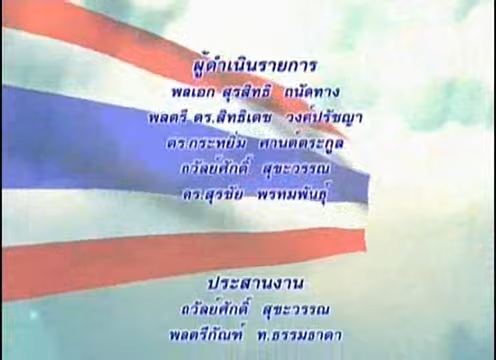 ผู้ดำเนินรายการ
พลเอก สุรสิทธิ์ ถนัดทาง
พลตรี ดร.สิทธิเดช วงศ์ปรัชญา
ดร.กระหยิ่ม ศานต์ตระกูล
ถวัลย์ศักดิ์ สุขะวรรณ
ดร.สุรชัย พรหมพันธุ์
ประสานงาน
ถวัลย์ศักดิ์ สุขะวรรณ
พลตรีกัณฑ์ ท.ธรรมธาดา